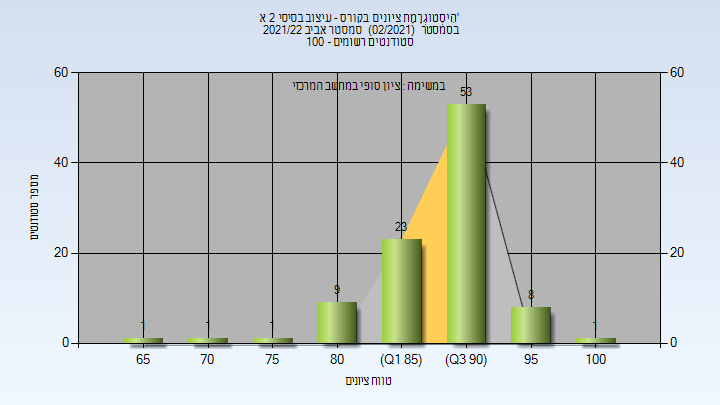 היסטוגרמת ציונים בקורס - עיצוב בסיסי 2 א'
בסמסטר (02/2021) סמסטר אביב 2021/22
סטודנטים רשומים - 100
במשימה : ציון סופי במחשב המרכזי
מספר סטודנטים
60
40
20
0
60
40
20
0
1
1
1
9
23
53
8
1
65
70
75
80
(Q1 85)
(Q3 90)
95
100
טווח ציונים